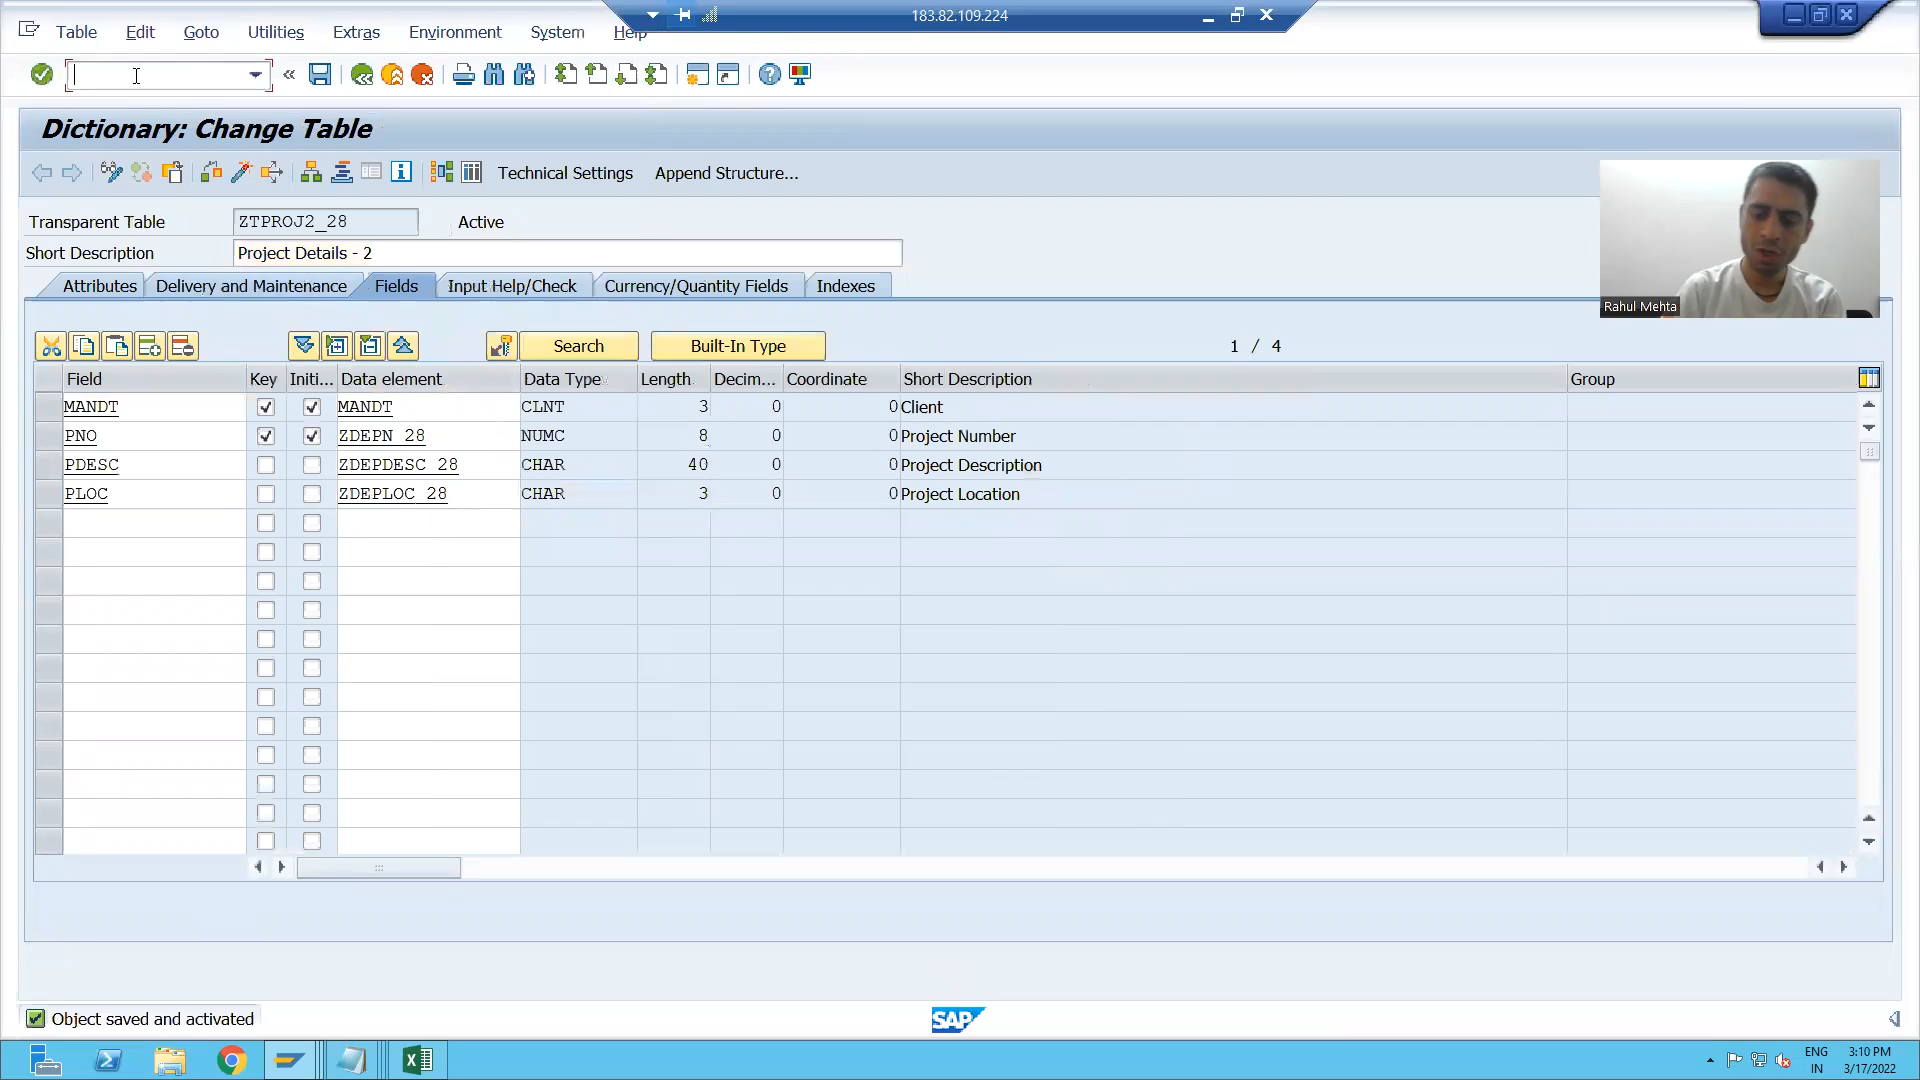 183.82.109.224
Table Edit Goto Utilities Extras Environment System Help
Dictionary: Change Table
Technical Settings Append Structure...
Transparent Table ZTPROJ2_28 Active
Short Description Project Details - 2
Attributes Delivery and Maintenance Fields Input Help/Check Currency/Quantity Fields Indexes
Rahul Mehta
Search Built-In Type 1 / 4
Field Key Initi... Data element Data Type Length Decim... Coordinate Short Description Group
MANDT MANDT CLNT 3 0 0 Client
PNO ZDEPN_28 NUMC 8 0 0 Project Number
PDESC ZDEPDESC_28 CHAR 40 0 0 Project Description
PLOC ZDEPLOC_28 CHAR 3 0 0 Project Location
Object saved and activated
SAP
ENG 3:10 PM
IN 3/17/2022